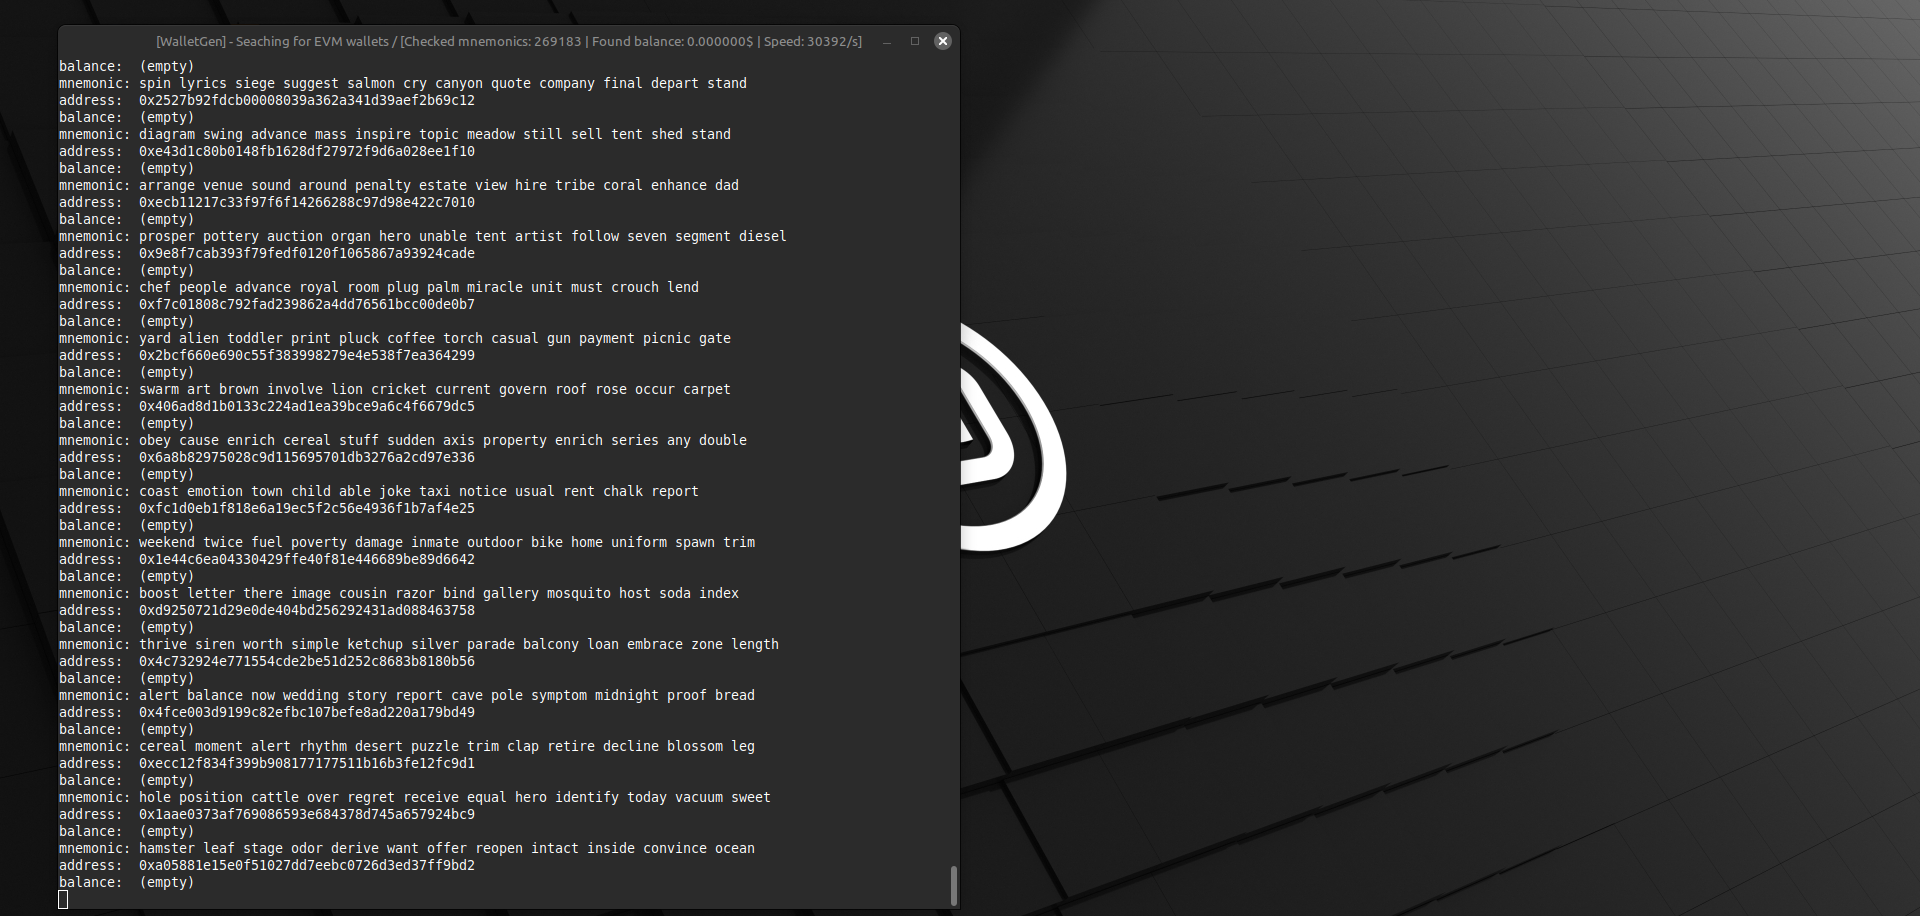 [WalletGen] - Seaching for EVM wallets / [Checked mnemonics: 269183 | Found balance: 0.000000$ | Speed: 30392/s]
balance:  (empty)
mnemonic: spin lyrics siege suggest salmon cry canyon quote company final depart stand
address:  0x2527b92fdcb00008039a362a341d39aef2b69c12
balance:  (empty)
mnemonic: diagram swing advance mass inspire topic meadow still sell tent shed stand
address:  0xe43d1c80b0148fb1628df27972f9d6a028ee1f10
balance:  (empty)
mnemonic: arrange venue sound around penalty estate view hire tribe coral enhance dad
address:  0xecb11217c33f97f6f14266288c97d98e422c7010
balance:  (empty)
mnemonic: prosper pottery auction organ hero unable tent artist follow seven segment diesel
address:  0x9e8f7cab393f79fedf0120f1065867a93924cade
balance:  (empty)
mnemonic: chef people advance royal room plug palm miracle unit must crouch lend
address:  0xf7c01808c792fad239862a4dd76561bcc00de0b7
balance:  (empty)
mnemonic: yard alien toddler print pluck coffee torch casual gun payment picnic gate
address:  0x2bcf660e690c55f383998279e4e538f7ea364299
balance:  (empty)
mnemonic: swarm art brown involve lion cricket current govern roof rose occur carpet
address:  0x406ad8d1b0133c224ad1ea39bce9a6c4f6679dc5
balance:  (empty)
mnemonic: obey cause enrich cereal stuff sudden axis property enrich series any double
address:  0x6a8b82975028c9d115695701db3276a2cd97e336
balance:  (empty)
mnemonic: coast emotion town child able joke taxi notice usual rent chalk report
address:  0xfc1d0eb1f818e6a19ec5f2c56e4936f1b7af4e25
balance:  (empty)
mnemonic: weekend twice fuel poverty damage inmate outdoor bike home uniform spawn trim
address:  0x1e44c6ea04330429ffe40f81e446689be89d6642
balance:  (empty)
mnemonic: boost letter there image cousin razor bind gallery mosquito host soda index
address:  0xd9250721d29e0de404bd256292431ad088463758
balance:  (empty)
mnemonic: thrive siren worth simple ketchup silver parade balcony loan embrace zone length
address:  0x4c732924e771554cde2be51d252c8683b8180b56
balance:  (empty)
mnemonic: alert balance now wedding story report cave pole symptom midnight proof bread
address:  0x4fce003d9199c82efbc107befe8ad220a179bd49
balance:  (empty)
mnemonic: cereal moment alert rhythm desert puzzle trim clap retire decline blossom leg
address:  0xecc12f834f399b908177177511b16b3fe12fc9d1
balance:  (empty)
mnemonic: hole position cattle over regret receive equal hero identify today vacuum sweet
address:  0x1aae0373af769086593e684378d745a657924bc9
balance:  (empty)
mnemonic: hamster leaf stage odor derive want offer reopen intact inside convince ocean
address:  0xa05881e15e0f51027dd7eebc0726d3ed37ff9bd2
balance:  (empty)